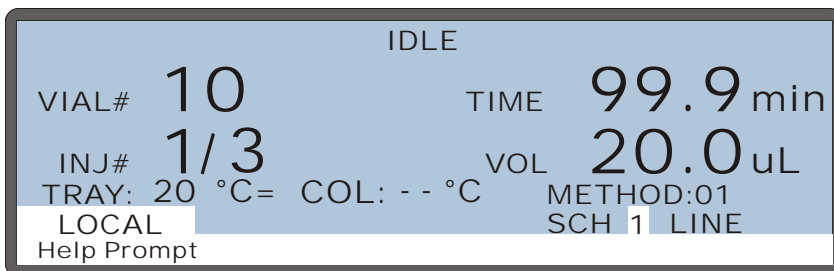 IDLE
VIAL# 10 TIME 99.9 min
INJ# 1/3 VOL 20.0 uL
TRAY: 20 °C= COL: - - °C METHOD:01
LOCAL SCH 1 LINE
Help Prompt